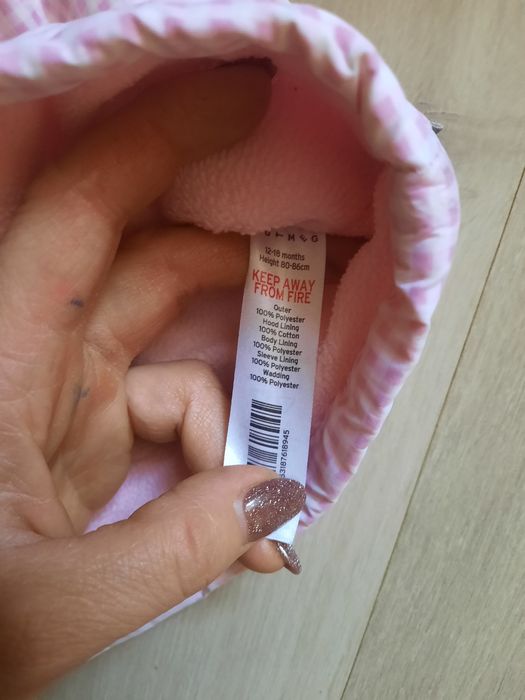 12-18 months
Height 80-86cm
KEEP AWAY
FROM FIRE
Outer
100% Polyester
Hood Lining
100% Cotton
Body Lining
100% Polyester
Sleeve Lining
100% Polyester
Wadding
100% Polyester